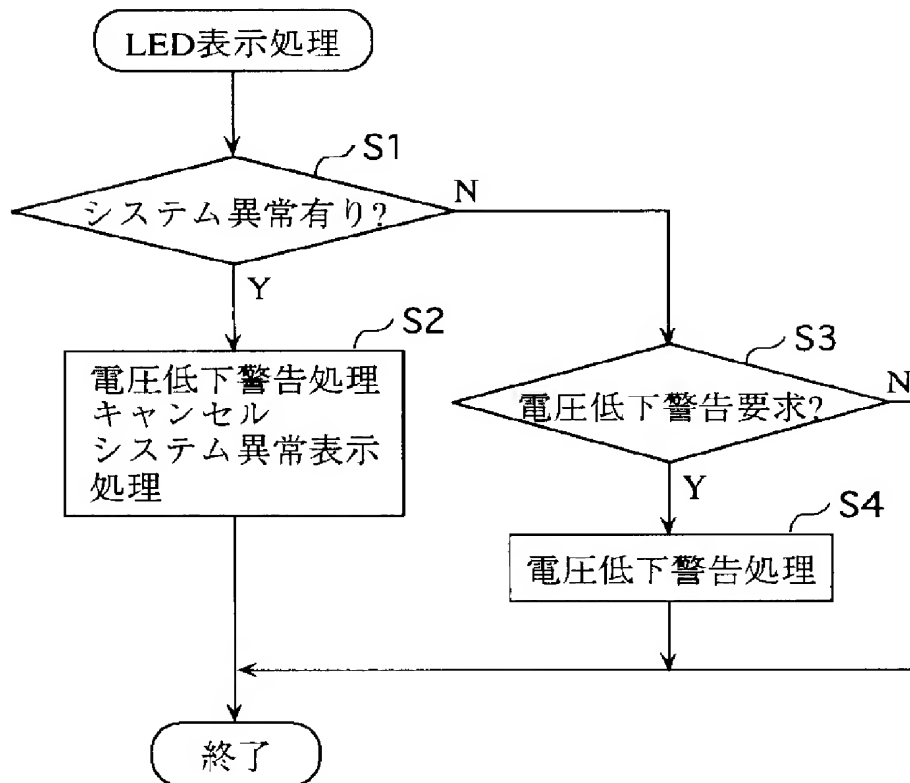 LED表示処理
S1
システム異常有り?
N
Y
S2
電圧低下警告処理
キャンセル
システム異常表示
処理
S3
電圧低下警告要求?
N
Y
S4
電圧低下警告処理
終了